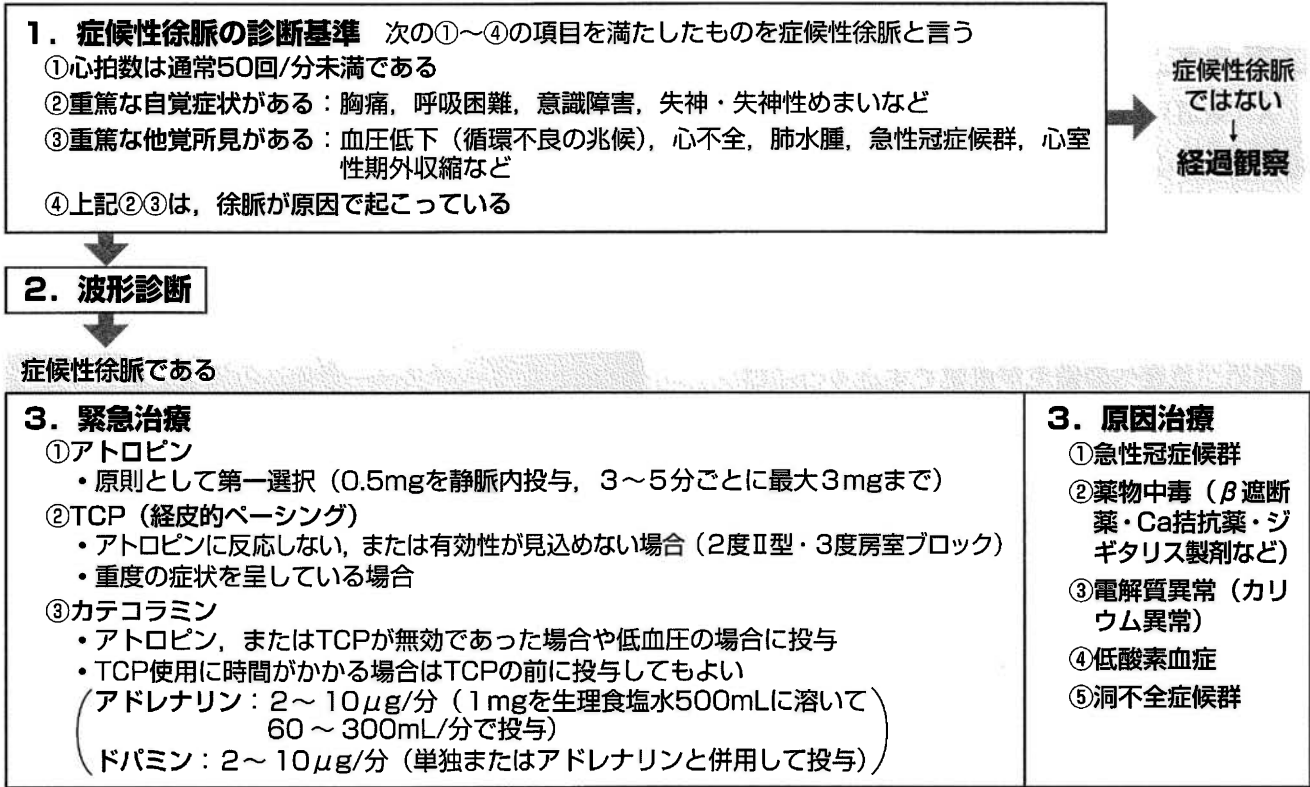 1. 症候性徐脈の診断基準 次の①～④の項目を満たしたものを症候性徐脈と言う
①心拍数は通常50回/分未満である
②重篤な自覚症状がある：胸痛，呼吸困難，意識障害，失神・失神性めまいなど
③重篤な他覚所見がある：血圧低下（循環不良の兆候），心不全，肺水腫，急性冠症候群，心室
性期外収縮など
④上記②③は，徐脈が原因で起こっている
症候性徐脈
ではない
↓
経過観察
2. 波形診断
症候性徐脈である
3. 緊急治療
①アトロピン
・原則として第一選択（0.5mgを静脈内投与，3～5分ごとに最大3mgまで）
②TCP（経皮的ペーシング）
・アトロピンに反応しない，または有効性が見込めない場合（2度Ⅱ型・3度房室ブロック）
・重度の症状を呈している場合
③カテコラミン
・アトロピン，またはTCPが無効であった場合や低血圧の場合に投与
・TCP使用に時間がかかる場合はTCPの前に投与してもよい
アドレナリン：2～10μg/分（1mgを生理食塩水500mLに溶いて
60～300mL/分で投与）
ドパミン：2～10μg/分（単独またはアドレナリンと併用して投与）
3. 原因治療
①急性冠症候群
②薬物中毒（β遮断
薬・Ca拮抗薬・ジ
ギタリス製剤など）
③電解質異常（カリ
ウム異常）
④低酸素血症
⑤洞不全症候群